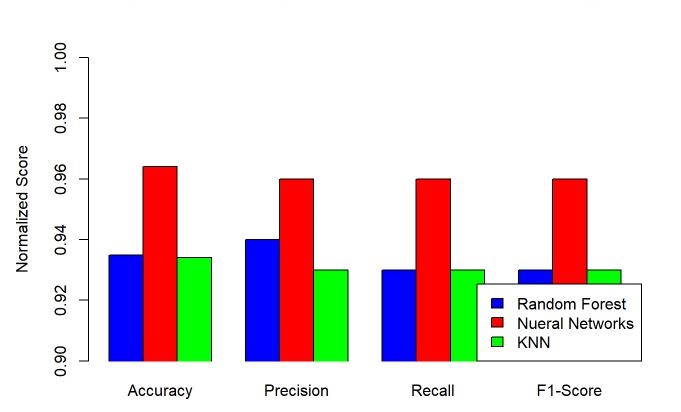 1.00
0.98
0.96
0.94
0.92
0.90
Normalized Score
Accuracy
Precision
Recall
F1-Score
Random Forest
Nueral Networks
KNN